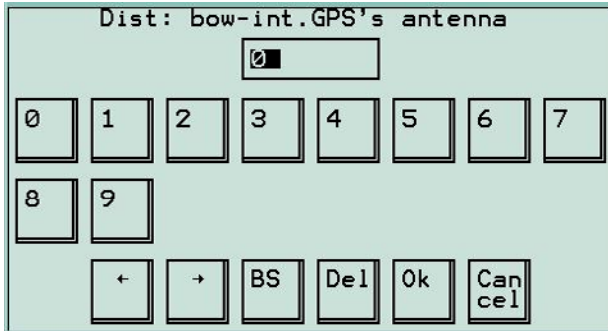 Dist: bow-int.GPS's antenna
0
0 1 2 3 4 5 6 7
8 9
← → BS Del Ok Can
cel